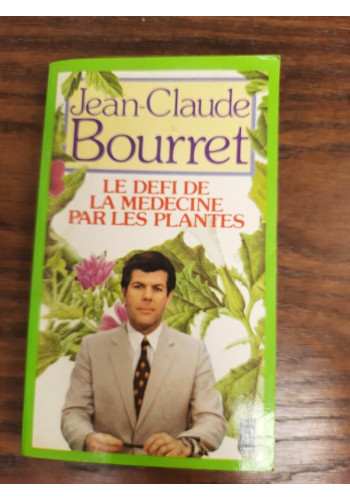 Jean-Claude
Bourret
LE DEFI DE
LA MEDECINE
PAR LES PLANTES